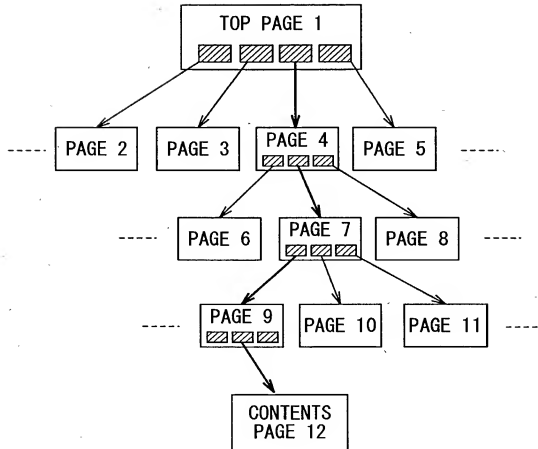 TOP PAGE 1
PAGE 2
PAGE 3
PAGE 4
PAGE 5
PAGE 6
PAGE 7
PAGE 8
PAGE 9
PAGE 10
PAGE 11
CONTENTS
PAGE 12